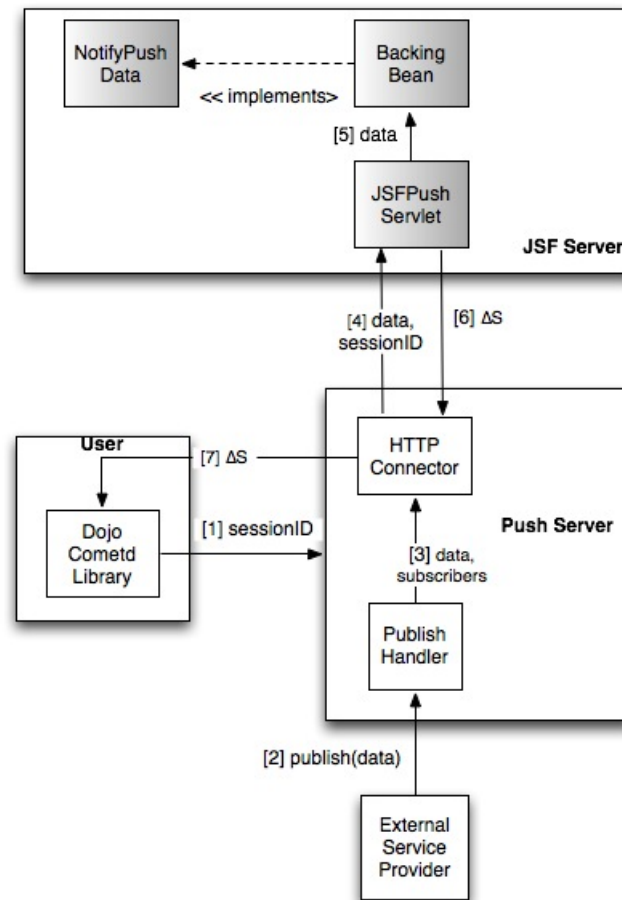 NotifyPush
Data
Backing
Bean
<< implements>
[5] data
JSFPush
Servlet
JSF Server
[4] data,
sessionID
[6] ΔS
User
[7] ΔS
HTTP
Connector
Dojo
Cometd
Library
[1] sessionID
Push Server
[3] data,
subscribers
Publish
Handler
[2] publish(data)
External
Service
Provider